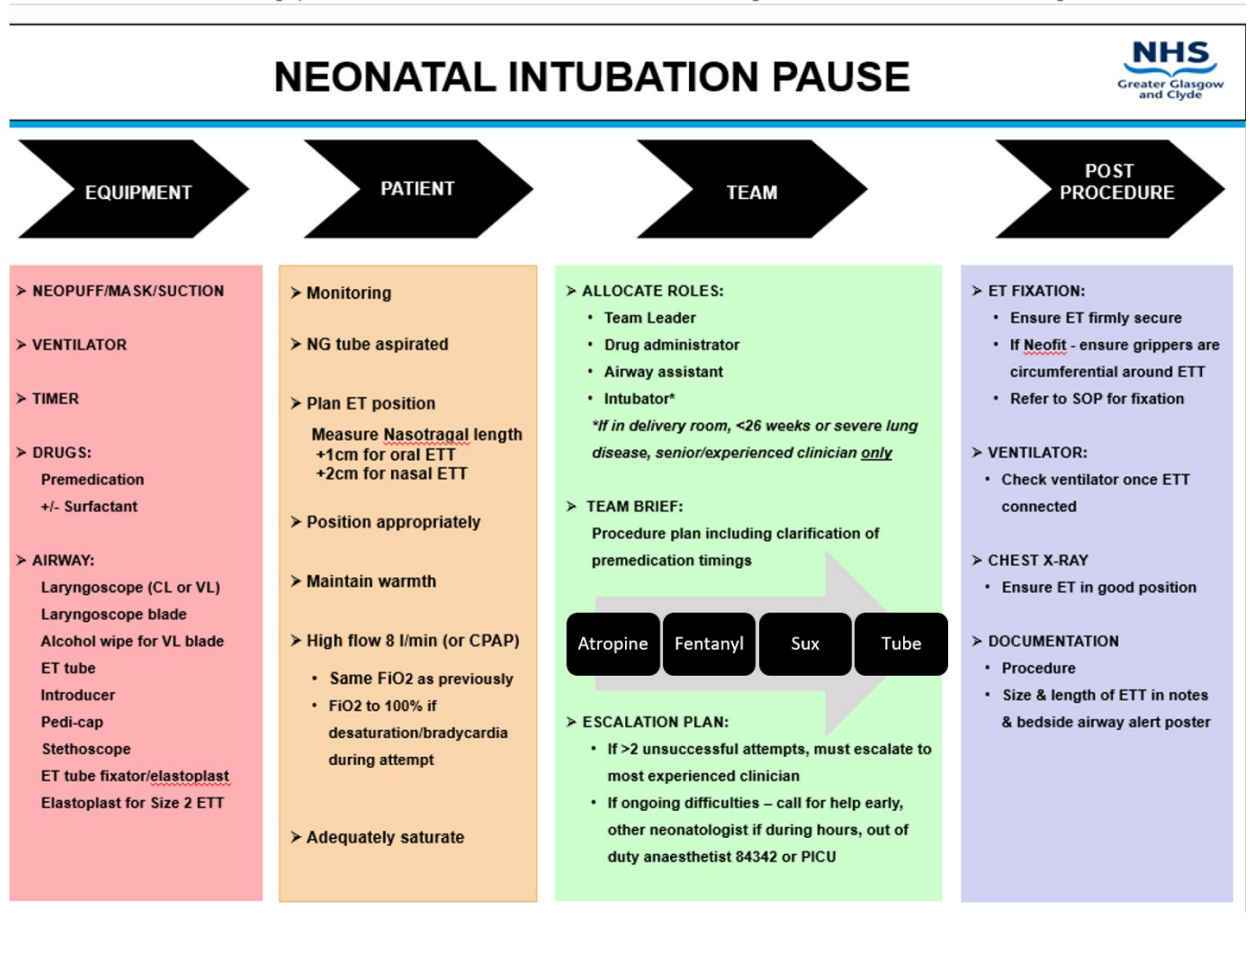 NEONATAL INTUBATION PAUSE
NHS
Greater Glasgow
and Clyde
EQUIPMENT
PATIENT
TEAM
POST
PROCEDURE
➢ NEOPUFF/MASK/SUCTION
➢ VENTILATOR
➢ TIMER
➢ DRUGS:
Premedication
+/- Surfactant
➢ AIRWAY:
Laryngoscope (CL or VL)
Laryngoscope blade
Alcohol wipe for VL blade
ET tube
Introducer
Pedi-cap
Stethoscope
ET tube fixator/elastoplast
Elastoplast for Size 2 ETT
➢ Monitoring
➢ NG tube aspirated
➢ Plan ET position
Measure Nasotragal length
+1cm for oral ETT
+2cm for nasal ETT
➢ Position appropriately
➢ Maintain warmth
➢ High flow 8 l/min (or CPAP)
• Same FiO2 as previously
• FiO2 to 100% if
desaturation/bradycardia
during attempt
➢ Adequately saturate
➢ ALLOCATE ROLES:
• Team Leader
• Drug administrator
• Airway assistant
• Intubator*
*If in delivery room, <26 weeks or severe lung
disease, senior/experienced clinician only
➢ TEAM BRIEF:
Procedure plan including clarification of
premedication timings
Atropine Fentanyl Sux Tube
➢ ESCALATION PLAN:
• If >2 unsuccessful attempts, must escalate to
most experienced clinician
• If ongoing difficulties – call for help early,
other neonatologist if during hours, out of
duty anaesthetist 84342 or PICU
➢ ET FIXATION:
• Ensure ET firmly secure
• If Neofit - ensure grippers are
circumferential around ETT
• Refer to SOP for fixation
➢ VENTILATOR:
• Check ventilator once ETT
connected
➢ CHEST X-RAY
• Ensure ET in good position
➢ DOCUMENTATION
• Procedure
• Size & length of ETT in notes
& bedside airway alert poster